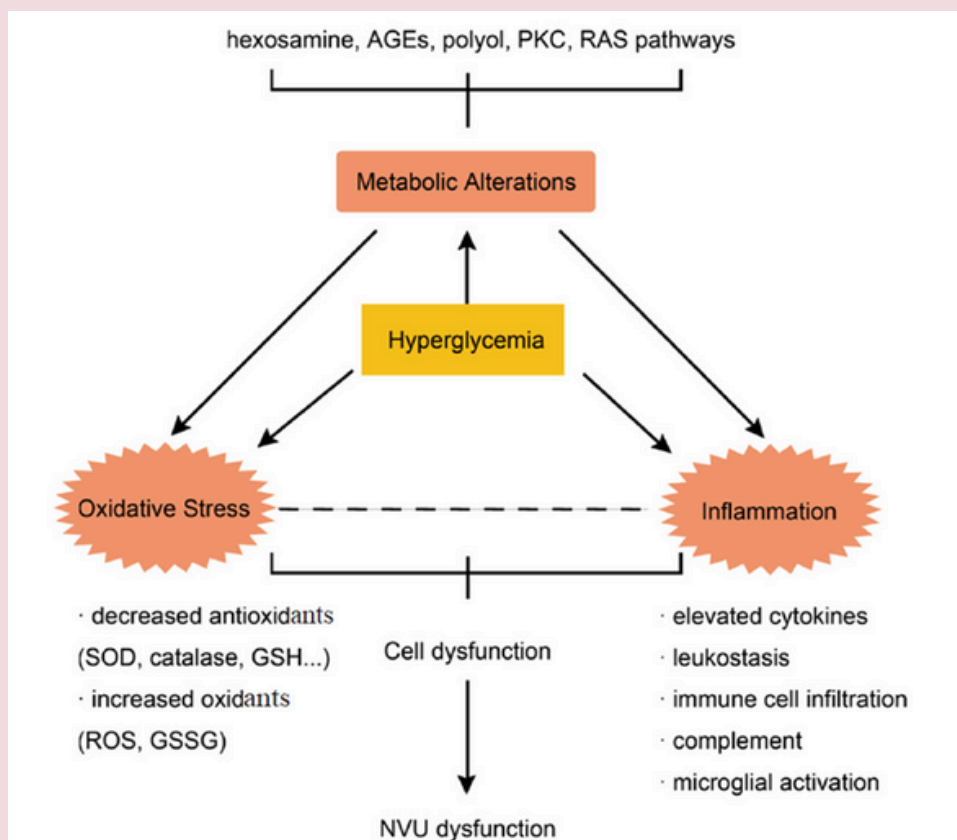 hexosamine, AGEs, polyol, PKC, RAS pathways
Metabolic Alterations
Hyperglycemia
Oxidative Stress
Inflammation
· decreased antioxidants
(SOD, catalase, GSH...)
· increased oxidants
(ROS, GSSG)
Cell dysfunction
NVU dysfunction
· elevated cytokines
· leukostasis
· immune cell infiltration
· complement
· microglial activation